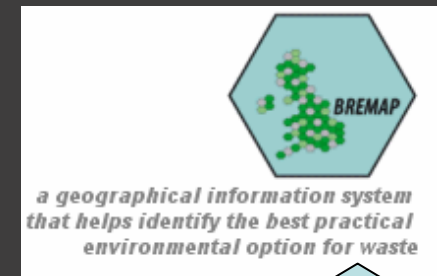 BREMAP
a geographical information system
that helps identify the best practical
environmental option for waste